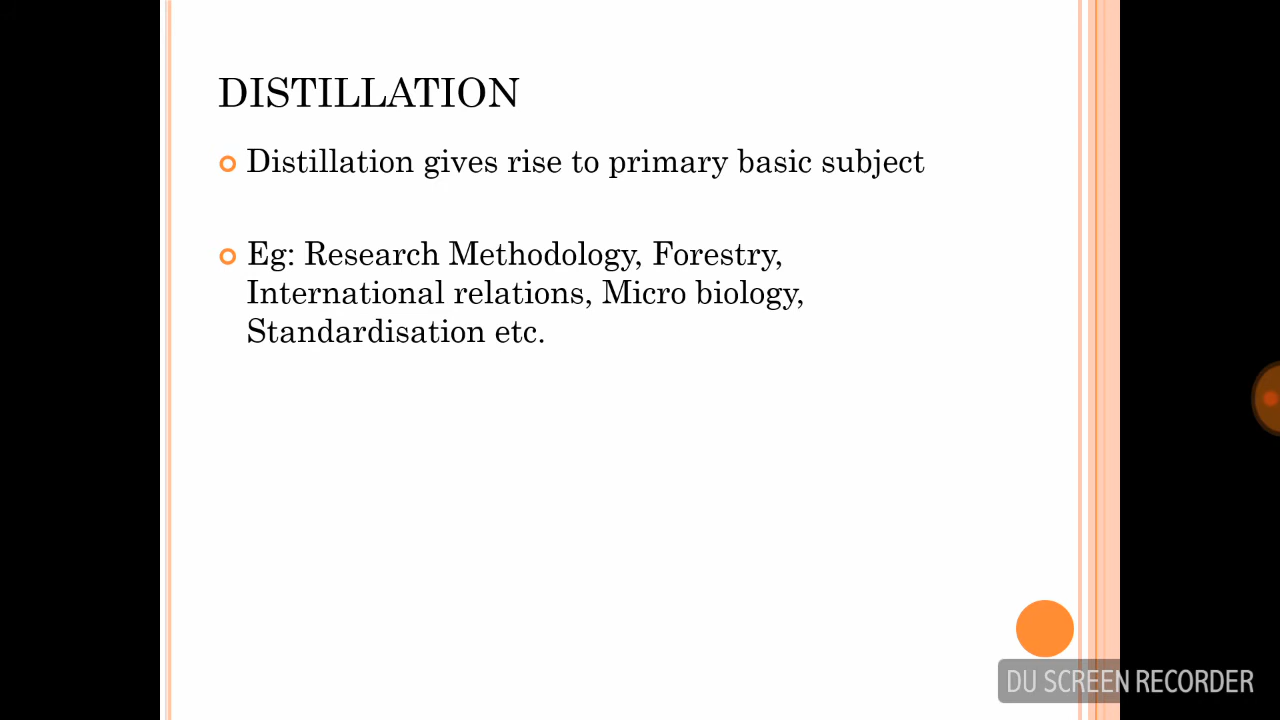 DISTILLATION
Distillation gives rise to primary basic subject
Eg: Research Methodology, Forestry,
International relations, Micro biology,
Standardisation etc.
DU SCREEN RECORDER